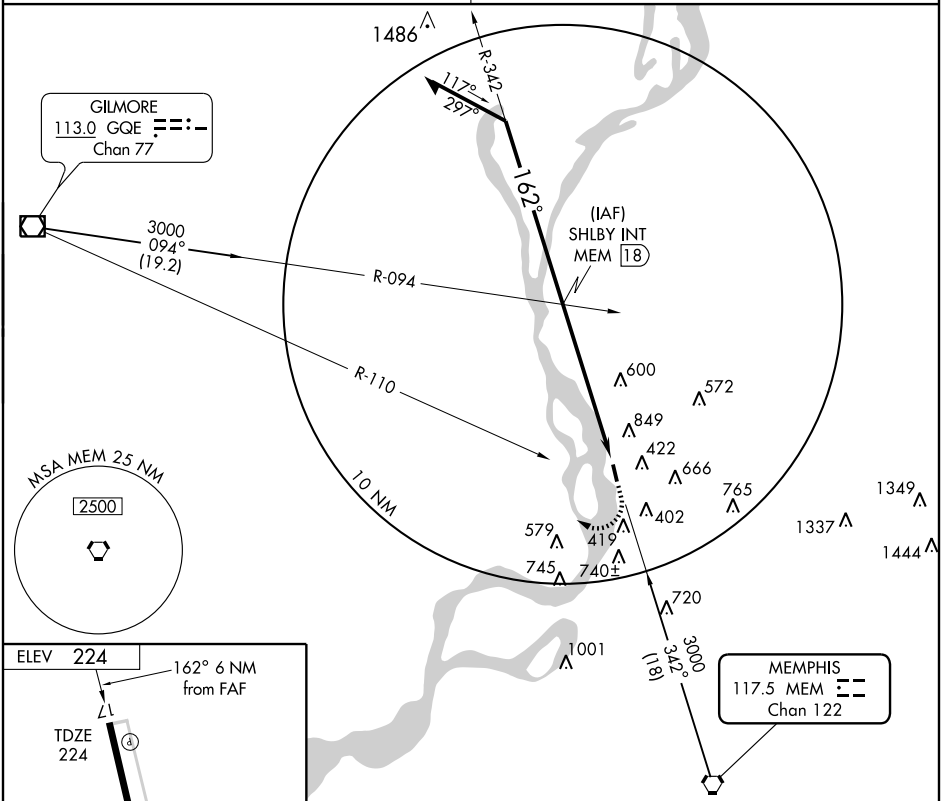 1486
R-342
117°
297°
GILMORE
113.0 GQE
Chan 77
162°
(IAF)
SHLBY INT
MEM 18
3000
094°
(19.2)
R-094
R-110
600
572
849
422
666
765
402
419
579
745
740±
1349
1337
1444
10 NM
MSA MEM 25 NM
2500
720
1001
3000
342°
(18)
MEMPHIS
117.5 MEM
Chan 122
ELEV 224
162° 6 NM
from FAF
17
TDZE
224
P